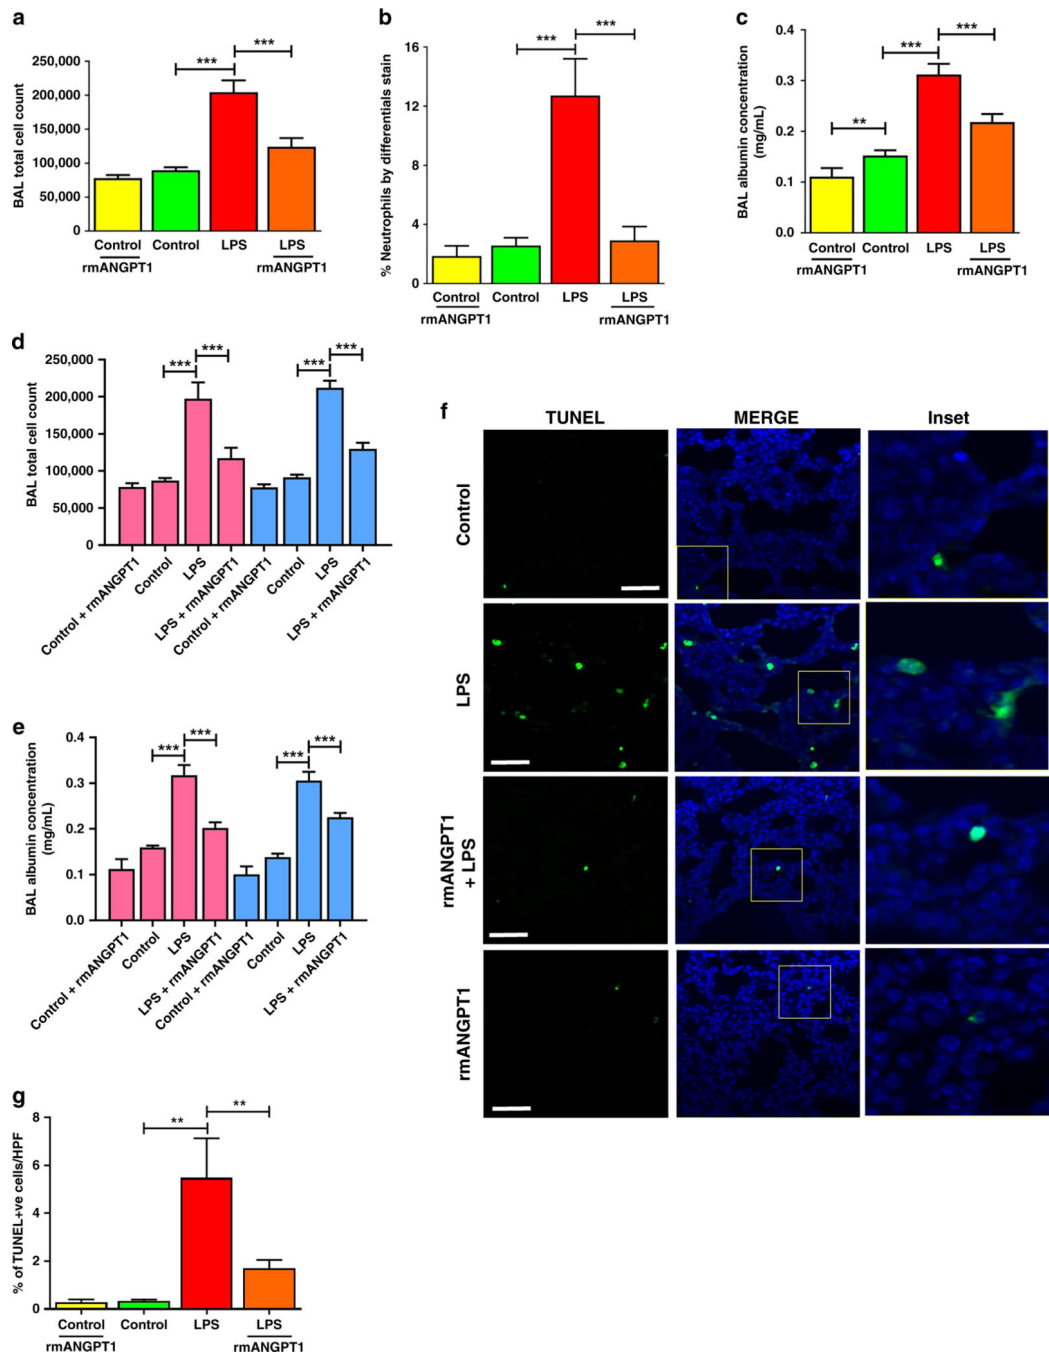 a
BAL total cell count
250,000
200,000
150,000
100,000
50,000
0
***
***
Control
Control
LPS
LPS
rmANGPT1
rmANGPT1
b
% Neutrophils by differentials stain
16
12
8
4
0
***
***
Control
Control
LPS
LPS
rmANGPT1
rmANGPT1
c
BAL albumin concentration
(mg/mL)
0.4
0.3
0.2
0.1
0.0
**
***
***
Control
Control
LPS
LPS
rmANGPT1
rmANGPT1
d
BAL total cell count
250,000
200,000
150,000
100,000
50,000
0
***
***
***
***
Control + rmANGPT1
Control
LPS
LPS + rmANGPT1
Control + rmANGPT1
Control
LPS
LPS + rmANGPT1
e
BAL albumin concentration
(mg/mL)
0.4
0.3
0.2
0.1
0.0
***
***
***
***
Control + rmANGPT1
Control
LPS
LPS + rmANGPT1
Control + rmANGPT1
Control
LPS
LPS + rmANGPT1
f
TUNEL
MERGE
Inset
Control
LPS
rmANGPT1
+ LPS
rmANGPT1
g
% of TUNEL+ve cells/HPF
8
6
4
2
0
**
**
Control
Control
LPS
LPS
rmANGPT1
rmANGPT1